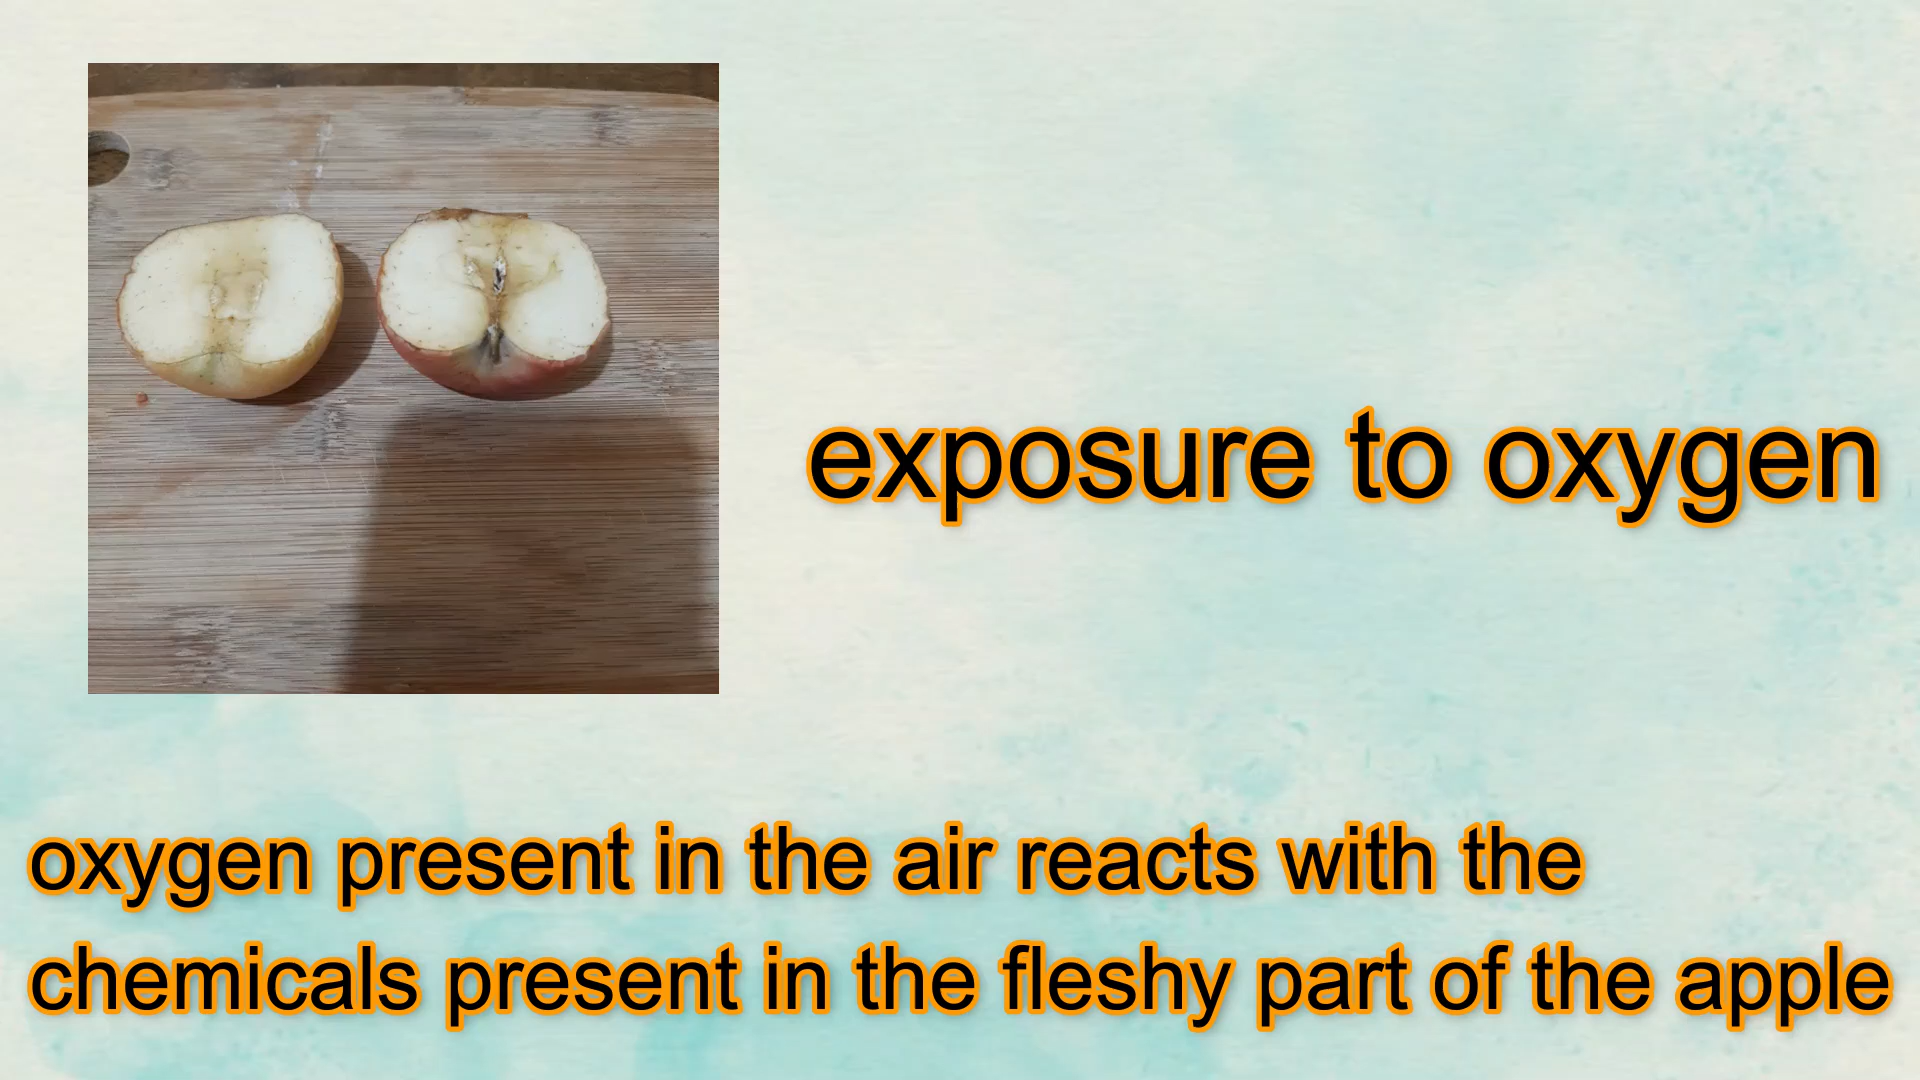 exposure to oxygen
oxygen present in the air reacts with the
chemicals present in the fleshy part of the apple